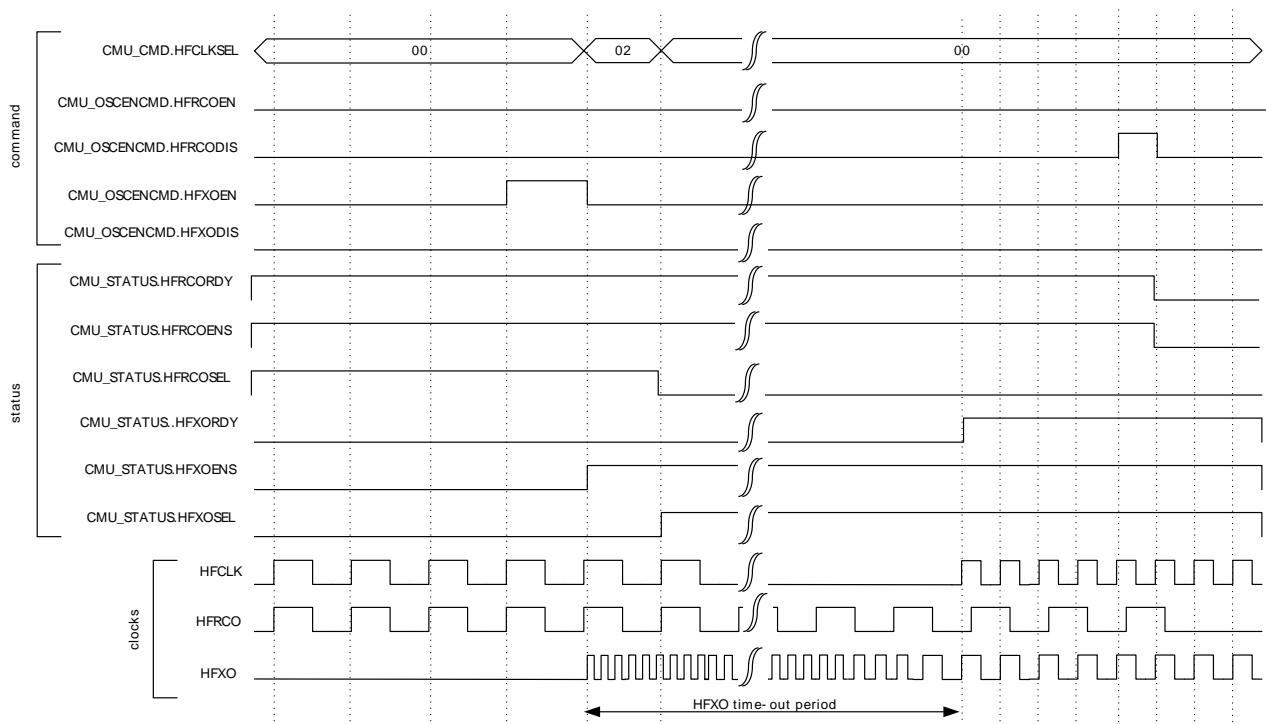 command
CMU_CMD.HFCLKSEL
00
02
00
CMU_OSCENCMD.HFRCOEN
CMU_OSCENCMD.HFRCODIS
CMU_OSCENCMD.HFXOEN
CMU_OSCENCMD.HFXODIS
status
CMU_STATUS.HFRCORDY
CMU_STATUS.HFRCOENS
CMU_STATUS.HFRCOSEL
CMU_STATUS..HFXORDY
CMU_STATUS.HFXOENS
CMU_STATUS.HFXOSEL
clocks
HFCLK
HFRCO
HFXO
HFXO time-out period